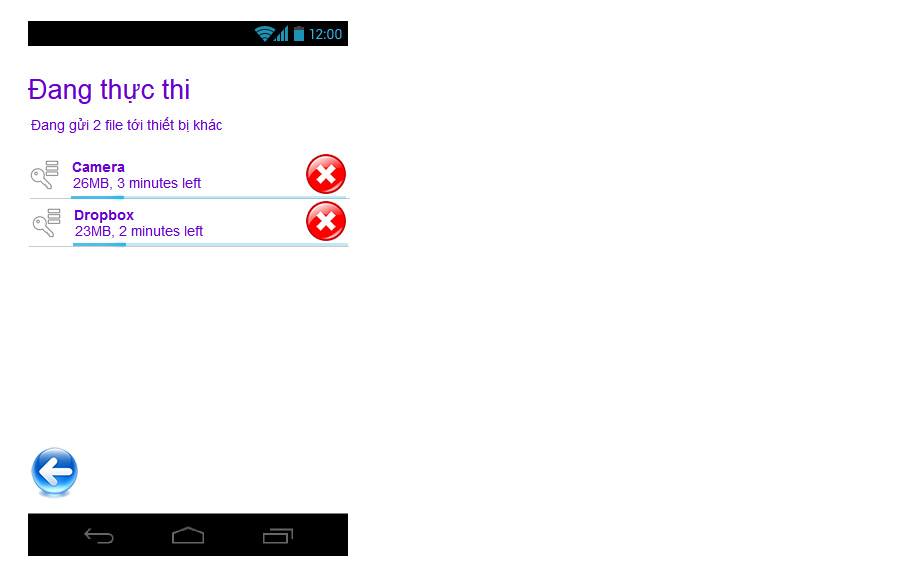 12:00
Đang thực thi
Đang gửi 2 file tới thiết bị khác
Camera
26MB, 3 minutes left
Dropbox
23MB, 2 minutes left